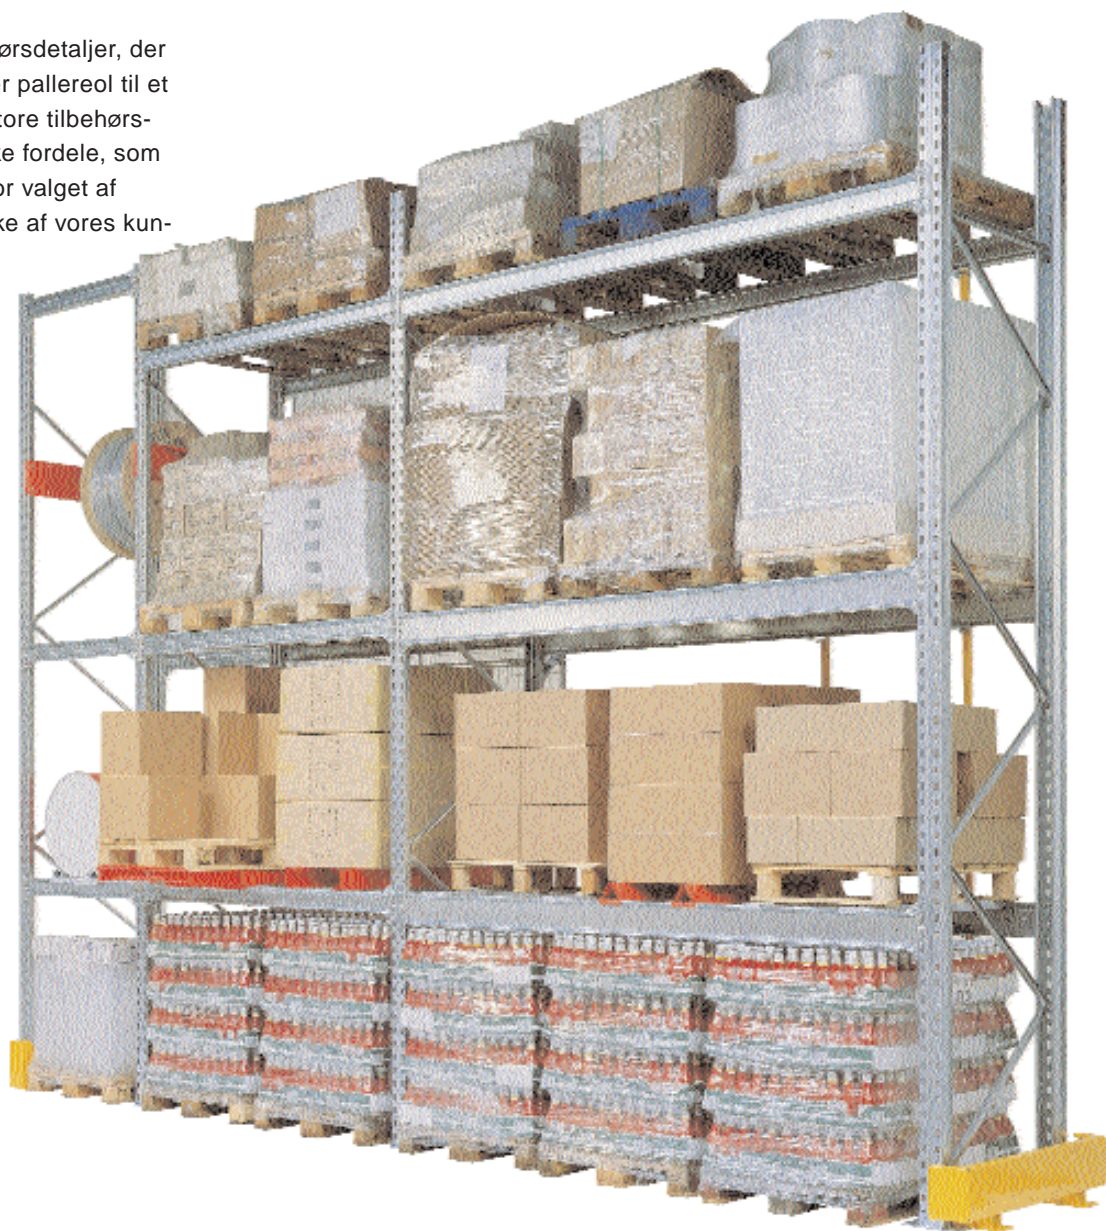 ørsdetaljer, der
r pallereol til et
tore tilbehørs-
ke fordele, som
or valget af
ke af vores kun-